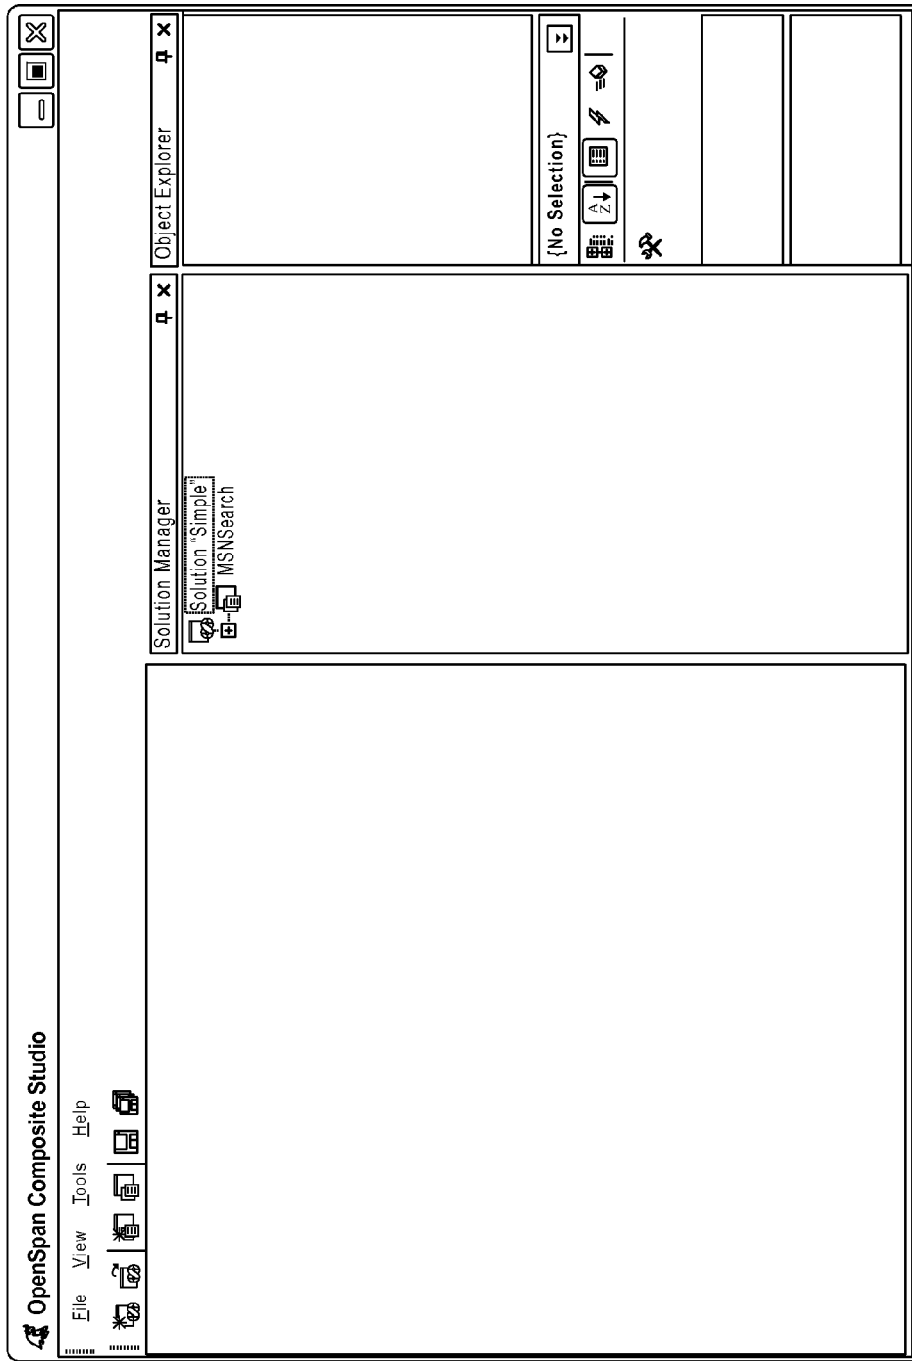 OpenSpan Composite Studio
File View Tools Help
Solution Manager
Solution “Simple”
MSNSearch
Object Explorer
{No Selection}
A
Z